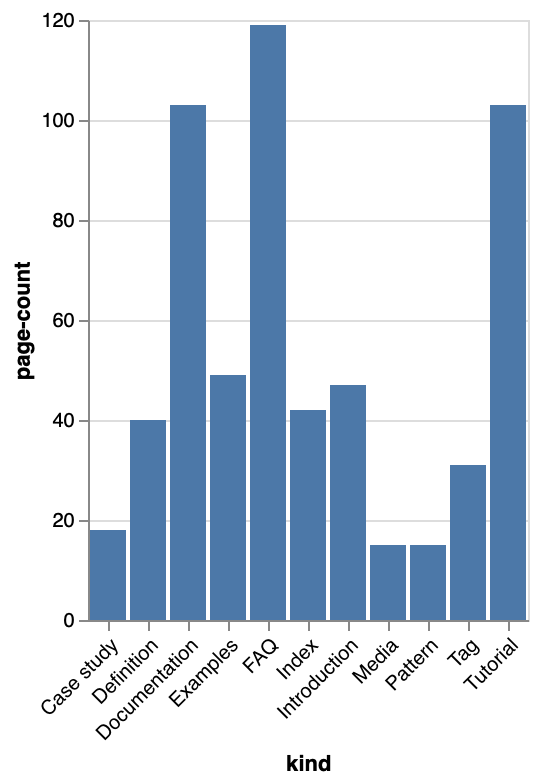 120
100
80
60
40
20
0
page-count
Case study
Definition
Documentation
Examples
FAQ
Index
Introduction
Media
Pattern
Tag
Tutorial
kind